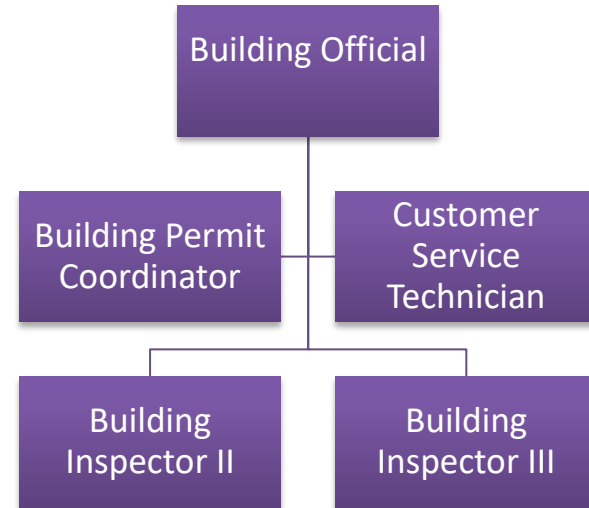 Building Official
Building Permit
Coordinator
Customer
Service
Technician
Building
Inspector II
Building
Inspector III